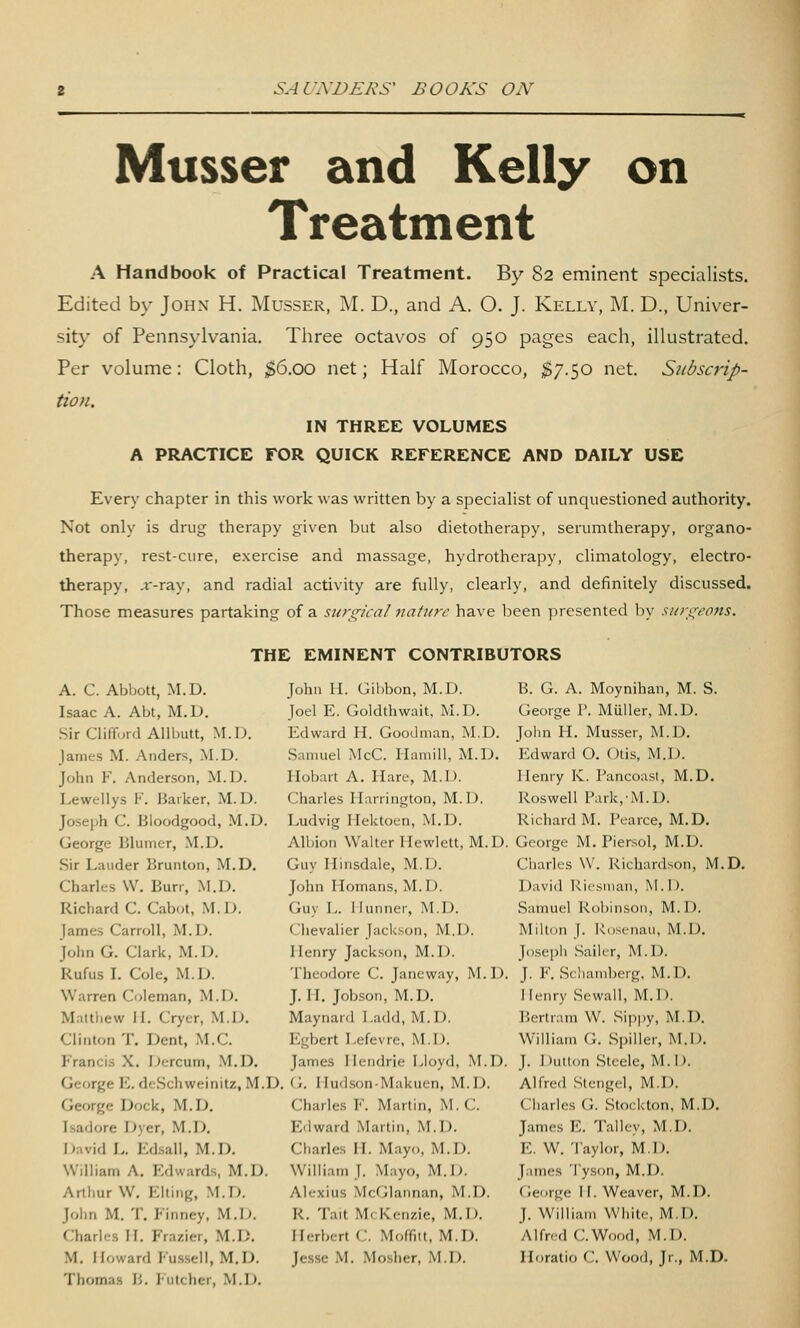 2 SAUNDERS' BOOKS ON
Musser and Kelly on
Treatment
A Handbook of Practical Treatment. By 82 eminent specialists.
Edited by JOHN H. MUSSER, M. D., and A. O. J. KELLY, M. D., Univer-
sity of Pennsylvania. Three octavos of 950 pages each, illustrated.
Per volume: Cloth, $6.00 net; Half Morocco, $7.50 net. Subscrip-
tion.
IN THREE VOLUMES
A PRACTICE FOR QUICK REFERENCE AND DAILY USE
Every chapter in this work was written by a specialist of unquestioned authority.
Not only is drug therapy given but also dietotherapy, serumtherapy, organo-
therapy, rest-cure, exercise and massage, hydrotherapy, climatology, electro-
therapy, x-ray, and radial activity are fully, clearly, and definitely discussed.
Those measures partaking of a surgical nature have been presented by surgeons.
THE EMINENT CONTRIBUTORS
A. C. Abbott, M.D.
Isaac A. Abt, M.D.
Sir Clifford Allbutt, M.D.
James M. Anders, M.D.
John F. Anderson, M.D.
Lewellys F. Barker, M.D.
Joseph C. Bloodgood, M.D.
George Blumer, M.D.
Sir Lauder Brunton, M.D.
Charles W. Burr, M.D.
Richard C. Cabot, M.D.
James Carroll, M.D.
John G. Clark, M.D.
Rufus I. Cole, M.D.
Warren Coleman, M.D.
Matthew H. Cryer, M.D.
Clinton T. Dent, M.C.
Francis X. Dercum, M.D.
George E. deSchweinitz, M.D.
George Dock, M.D.
Isadore Dyer, M.D.
David L. Edsall, M.D.
William A. Edwards, M.D.
Arthur W. Elting, M.D.
John M. T. Finney, M.D.
Charles H. Frazier, M.D.
M. Howard Fussell, M.D.
Thomas B. Futcher, M.D.
John H. Gibbon, M.D.
Joel E. Goldthwait, M.D.
Edward H. Goodman, M.D.
Samuel McC. Hamill, M.D.
Hobart A. Hare, M.D.
Charles Harrington, M.D.
Ludvig Hektoen, M.D.
Albion Walter Hewlett, M.D.
Guy Hinsdale, M.D.
John Homans, M.D.
Guy L. Hunner, M.D.
Chevalier Jackson, M.D.
Henry Jackson, M.D.
Theodore C. Janeway, M.D.
J. H. Jobson, M.D.
Maynard Ladd, M.D.
Egbert Lefevre, M.D.
James Hendrie Lloyd, M.D.
G. Hudson-Makuen, M.D.
Charles F. Martin, M.C.
Edward Martin, M.D.
Charles H. Mayo, M.D.
William J. Mayo, M.D.
Alexius McGlannan, M.D.
R. Tait McKenzie, M.D.
Herbert C. Moffitt, M.D.
Jesse M. Mosher, M.D.
B. G. A. Moynihan, M. S.
George P. Müller, M.D.
John H. Musser, M.D.
Edward O. Otis, M.D.
Henry K. Pancoast, M.D.
Roswell Park, M.D.
Richard M. Pearce, M.D.
George M. Piersol, M.D.
Charles W. Richardson, M.D.
David Riesman, M.D.
Samuel Robinson, M.D.
Milton J. Rosenau, M.D.
Joseph Sailer, M.D.
J. F. Schamberg, M.D.
Henry Sewall, M.D.
Bertram W. Sippy, M.D.
William G. Spiller, M.D.
J. Dutton Steele, M.D.
Alfred Stengel, M.D.
Charles G. Stockton, M.D.
James E. Talley, M.D.
E. W. Taylor, M.D.
James Tyson, M.D.
George H. Weaver, M.D.
J. William White, M.D.
Alfred C. Wood, M.D.
Horatio C. Wood, Jr., M.D.